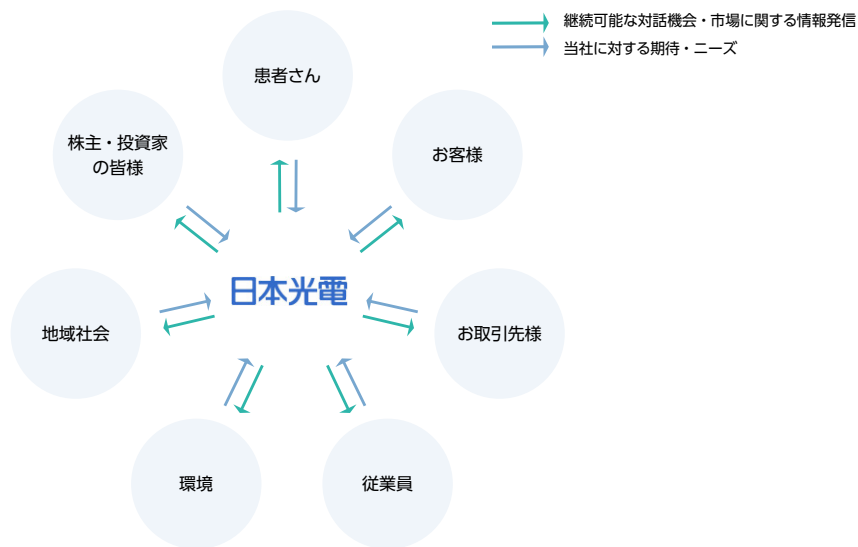 継続可能な対話機会・市場に関する情報発信
当社に対する期待・ニーズ
患者さん
株主・投資家
の皆様
お客様
日本光電
地域社会
お取引先様
環境
従業員